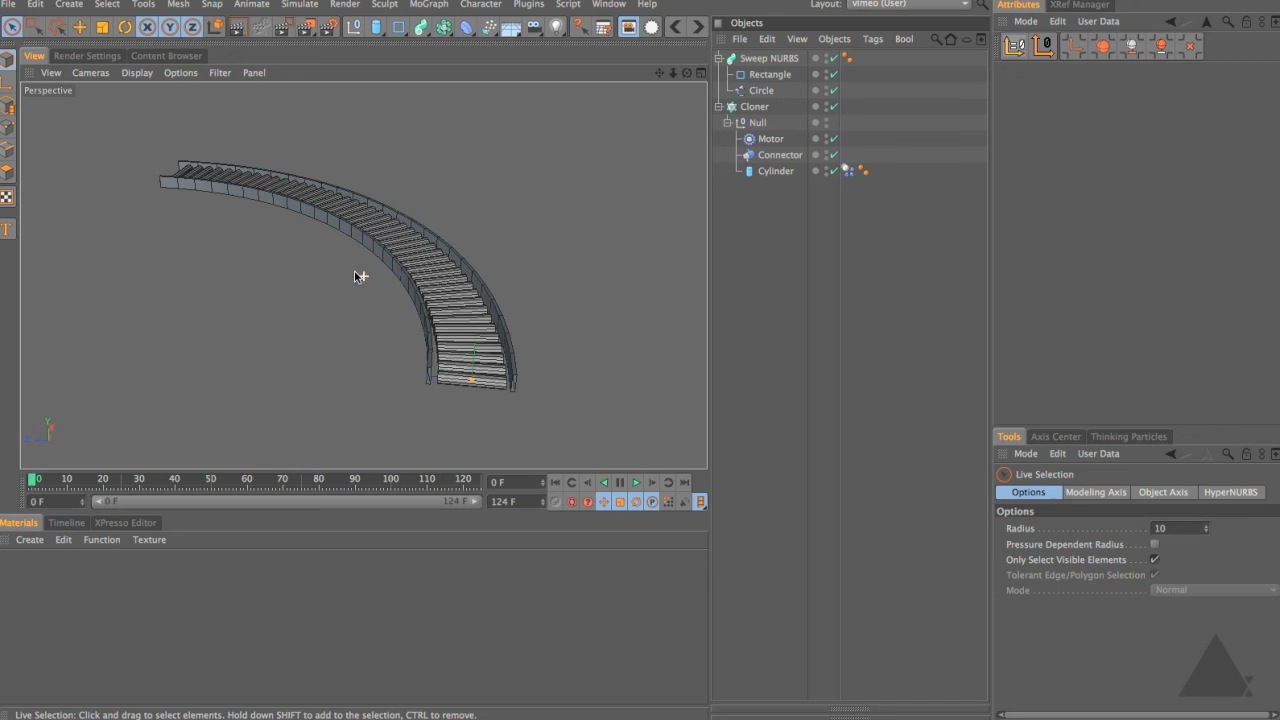 File Edit Create Select Tools Mesh Snap Animate Simulate Render Sculpt MoGraph Character Plugins Script Window Help Layout: vimeo (User)
Attributes XRef Manager
Objects
Mode Edit User Data
File Edit View Objects Tags Bool
View Render Settings Content Browser
View Cameras Display Options Filter Panel
Perspective
Sweep NURBS
Rectangle
Circle
Cloner
Null
Motor
Connector
Cylinder
X Y Z
Y
0 10 20 30 40 50 60 70 80 90 100 110 120 0 F
0 F 0 F 124 F 124 F
Materials Timeline XPresso Editor
Create Edit Function Texture
Tools Axis Center Thinking Particles
Mode Edit User Data
Live Selection
Options Modeling Axis Object Axis HyperNURBS
Options
Radius 10
Pressure Dependent Radius
Only Select Visible Elements
Tolerant Edge/Polygon Selection
Mode Normal
Live Selection: Click and drag to select elements. Hold down SHIFT to add to the selection, CTRL to remove.